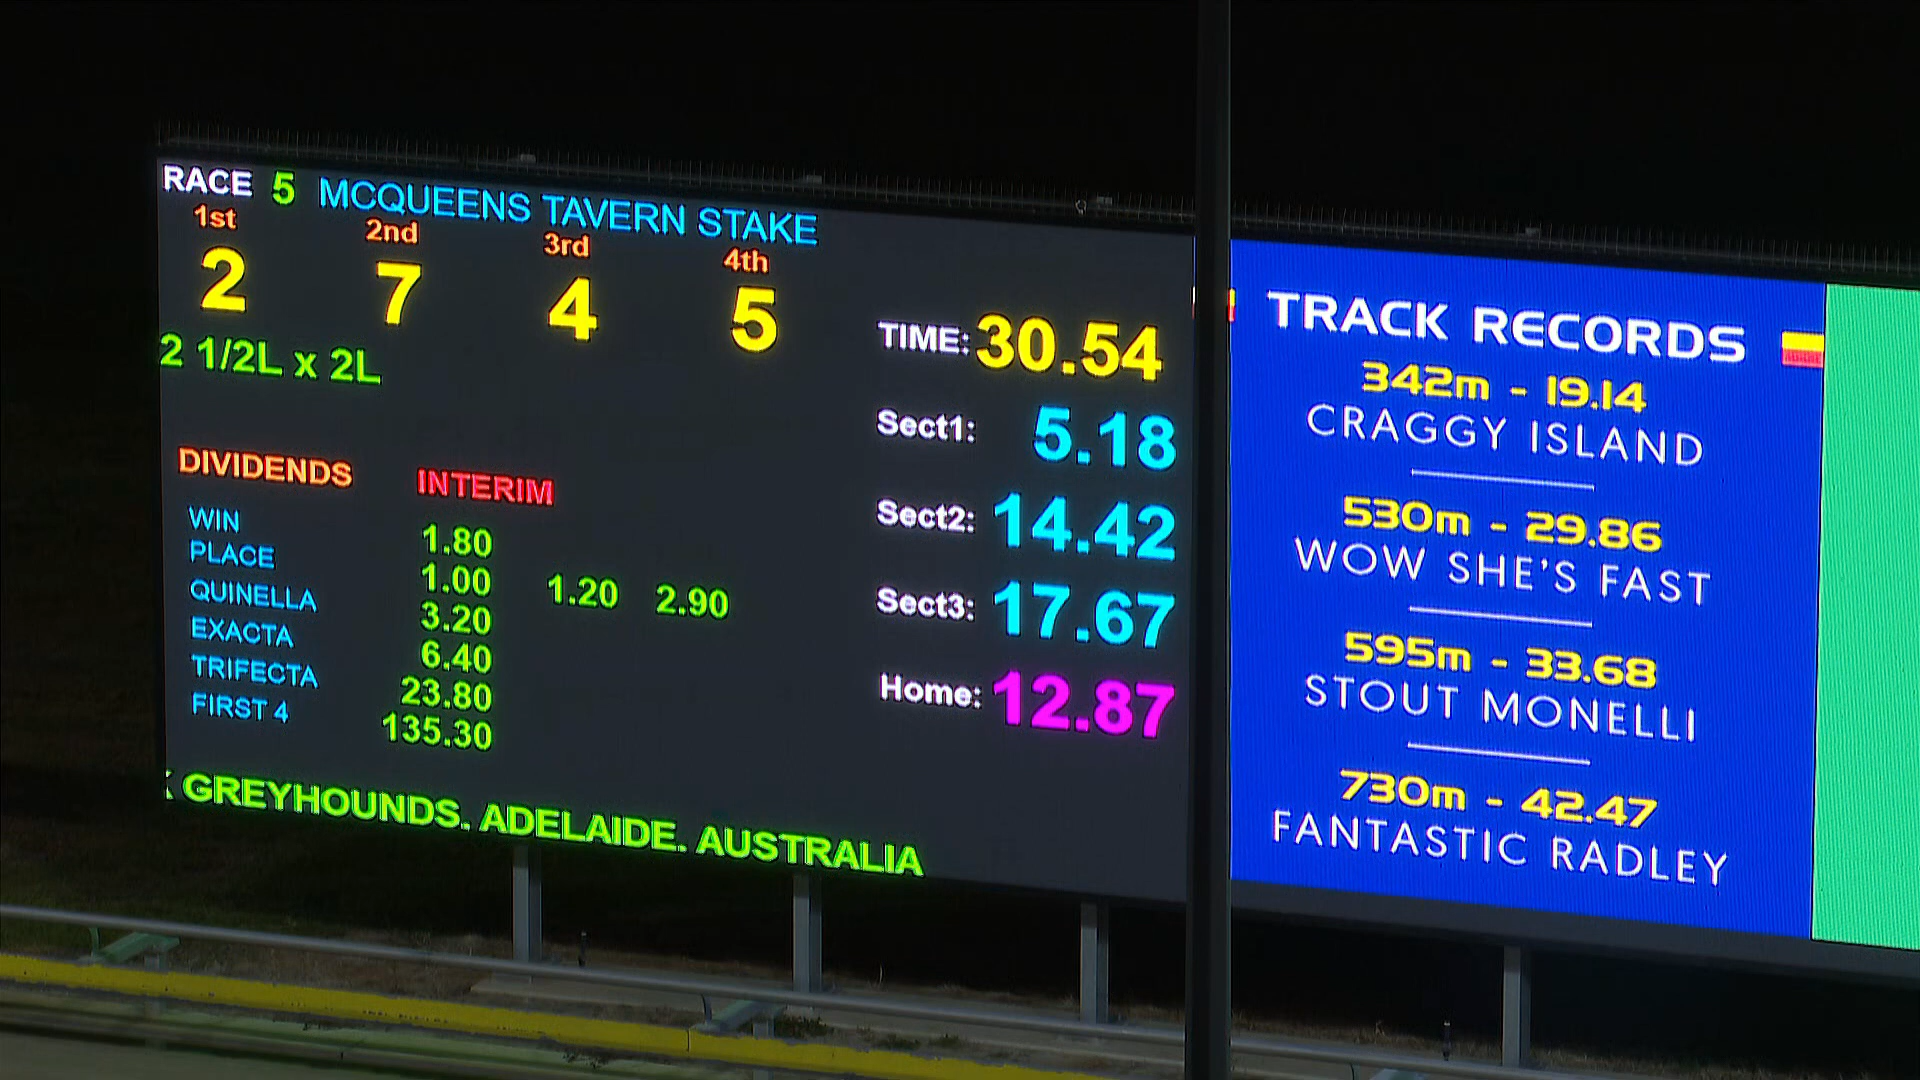 RACE 5 MCQUEENS TAVERN STAKE
1st 2nd 3rd 4th
2 7 4 5
2 1/2L x 2L
DIVIDENDS INTERIM
WIN 1.80
PLACE 1.00 1.20 2.90
QUINELLA 3.20
EXACTA 6.40
TRIFECTA 23.80
FIRST 4 135.30
TIME: 30.54
Sect1: 5.18
Sect2: 14.42
Sect3: 17.67
Home: 12.87
GREYHOUNDS. ADELAIDE. AUSTRALIA
TRACK RECORDS
342m - 19.14
CRAGGY ISLAND
530m - 29.86
WOW SHE'S FAST
595m - 33.68
STOUT MONELLI
730m - 42.47
FANTASTIC RADLEY